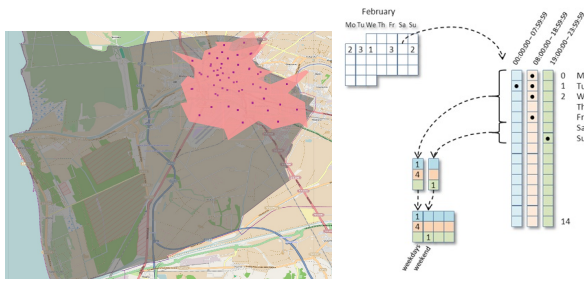 February
Mo Tu We Th. Fr. Sa. Su.
2 3 1 3 2
00:00:00–07:59:59
08:00:00–18:59:59
19:00:00–23:59:59
0 M
1 Tu
2 W
Fr
Sa
Su
14
1
4
1
1
4
1
weekdays
weekend